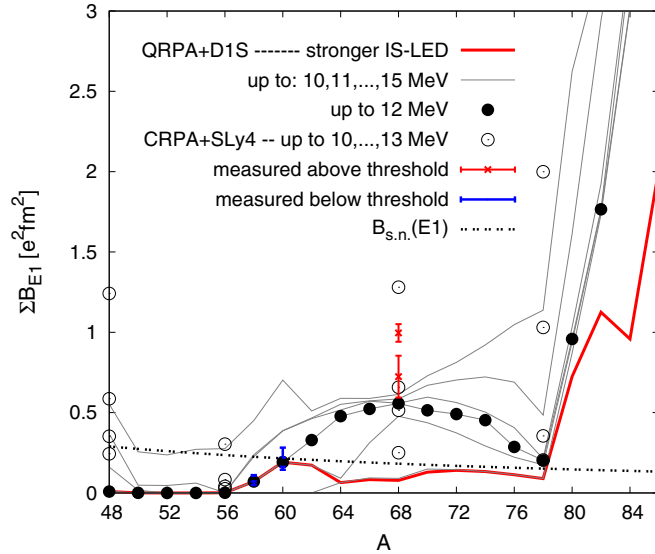 3
2.5
2
1.5
1
0.5
0
ΣB_E1 [e²fm²]
QRPA+D1S ------- stronger IS-LED
up to: 10,11,...,15 MeV
up to 12 MeV
CRPA+SLy4 -- up to 10,...,13 MeV
measured above threshold
measured below threshold
B_s.n.(E1)
48 52 56 60 64 68 72 76 80 84
A